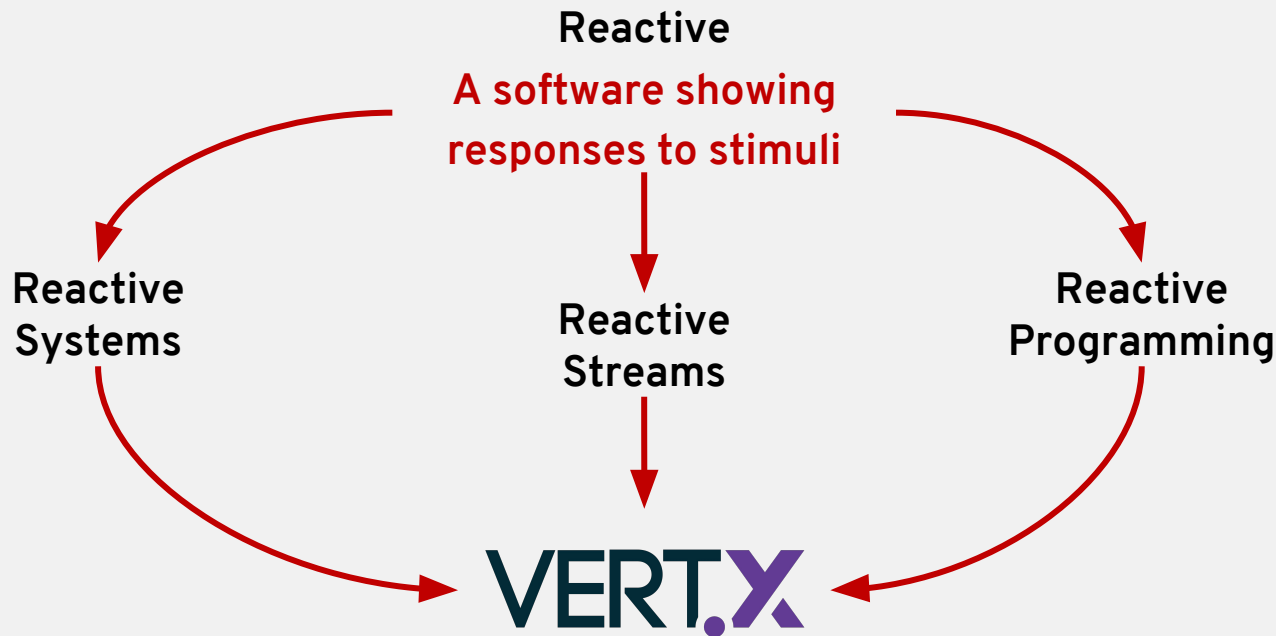 Reactive
A software showing
responses to stimuli
Reactive
Systems
Reactive
Streams
Reactive
Programming
VERT.X